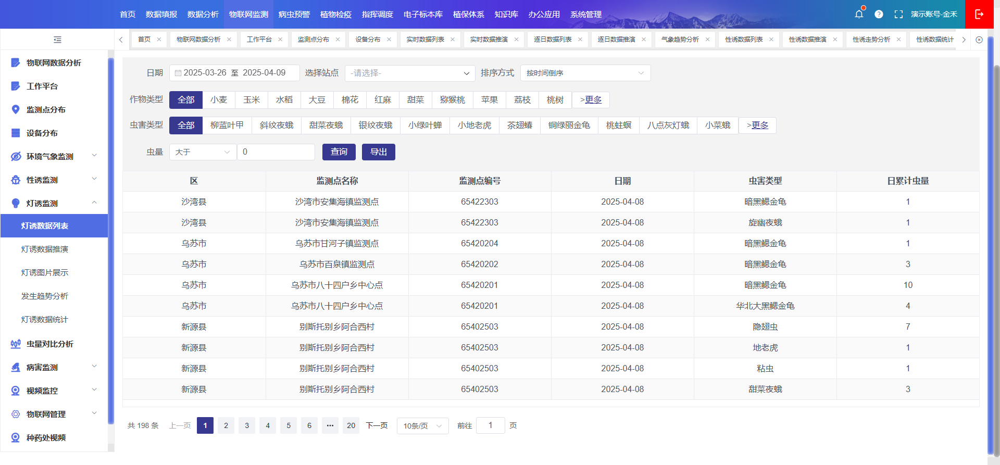 首页 数据填报 数据分析 物联网监测 病虫预警 植物检疫 指挥调度 电子标本库 植保体系 知识库 办公应用 系统管理 演示账号-金禾
首页 物联网数据分析 工作平台 监测点分布 设备分布 实时数据列表 实时数据推演 逐日数据列表 逐日数据推演 气象趋势分析 性诱数据列表 性诱数据推演 性诱走势分析 性诱数据统计
物联网数据分析
工作平台
监测点分布
设备分布
环境气象监测
性诱监测
灯诱监测
灯诱数据列表
灯诱数据推演
灯诱图片展示
发生趋势分析
灯诱数据统计
虫量对比分析
病害监测
视频监控
物联网管理
种药处视频
日期 2025-03-26 至 2025-04-09 选择站点 -请选择- 排序方式 按时间倒序
作物类型 全部 小麦 玉米 水稻 大豆 棉花 红麻 甜菜 猕猴桃 苹果 荔枝 桃树 >更多
虫害类型 全部 柳蓝叶甲 斜纹夜蛾 甜菜夜蛾 银纹夜蛾 小绿叶蝉 小地老虎 茶翅蝽 铜绿丽金龟 桃蛀螟 八点灰灯蛾 小菜蛾 >更多
虫量 大于 0 查询 导出
区 监测点名称 监测点编号 日期 虫害类型 日累计虫量
沙湾县 沙湾市安集海镇监测点 65422303 2025-04-08 暗黑鳃金龟 1
沙湾县 沙湾市安集海镇监测点 65422303 2025-04-08 旋幽夜蛾 1
乌苏市 乌苏市甘河子镇监测点 65420204 2025-04-08 暗黑鳃金龟 1
乌苏市 乌苏市百泉镇监测点 65420202 2025-04-08 暗黑鳃金龟 3
乌苏市 乌苏市八十四户乡中心点 65420201 2025-04-08 暗黑鳃金龟 10
乌苏市 乌苏市八十四户乡中心点 65420201 2025-04-08 华北大黑鳃金龟 4
新源县 别斯托别乡阿合西村 65402503 2025-04-08 隐翅虫 7
新源县 别斯托别乡阿合西村 65402503 2025-04-08 地老虎 1
新源县 别斯托别乡阿合西村 65402503 2025-04-08 粘虫 1
新源县 别斯托别乡阿合西村 65402503 2025-04-08 甜菜夜蛾 3
共 198 条 上一页 1 2 3 4 5 6 ••• 20 下一页 10条/页 前往 1 页